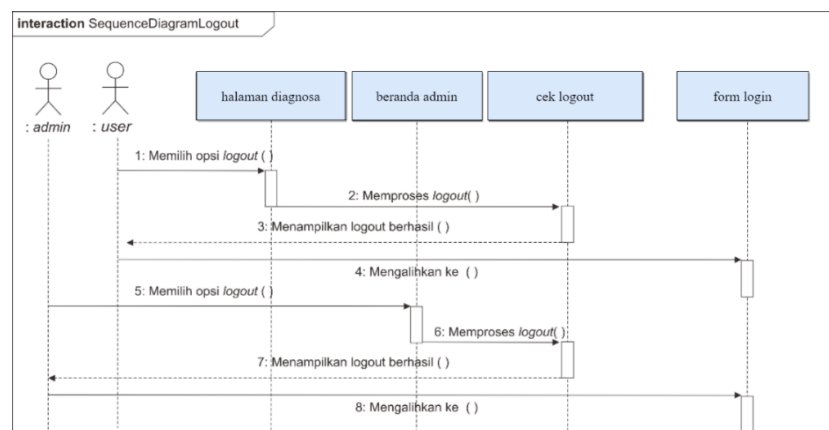 interaction SequenceDiagramLogout
halaman diagnosa
beranda admin
cek logout
form login
: admin
: user
1: Memilih opsi logout ( )
2: Memproses logout( )
3: Menampilkan logout berhasil ( )
4: Mengalihkan ke ( )
5: Memilih opsi logout ( )
6: Memproses logout( )
7: Menampilkan logout berhasil ( )
8: Mengalihkan ke ( )